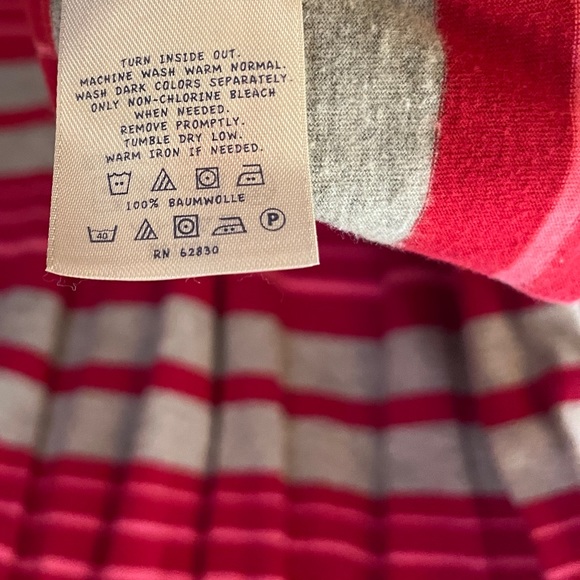 TURN INSIDE OUT.
MACHINE WASH WARM NORMAL.
WASH DARK COLORS SEPARATELY.
ONLY NON-CHLORINE BLEACH
WHEN NEEDED.
REMOVE PROMPTLY.
TUMBLE DRY LOW.
WARM IRON IF NEEDED.
100% BAUMWOLLE
40 P
RN 62830